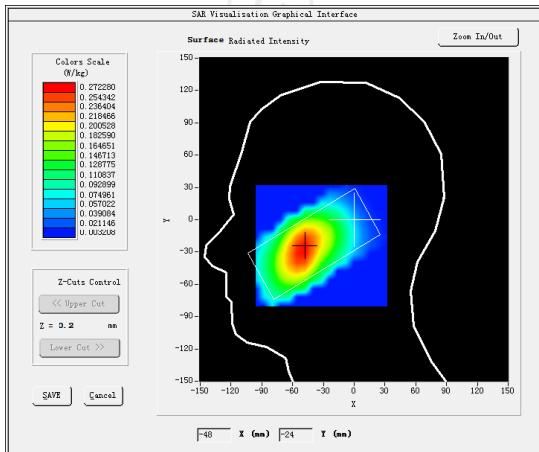 SAR Visualisation Graphical Interface
Surface Radiated Intensity
Zoom In/Out
Colors Scale
(W/kg)
0.272280
0.254342
0.236404
0.218466
0.200528
0.182590
0.164651
0.146713
0.128775
0.110837
0.092899
0.074961
0.057022
0.039084
0.021146
0.003208
Z-Cuts Control
<< Upper Cut
Z = 0.2 mm
Lower Cut >>
SAVE
Cancel
150-
120-
90-
60-
30-
0-
-30-
-60-
-90-
-120-
-150-
Y
-150 -120 -90 -60 -30 0 30 60 90 120 150
X
-48 X (mm) -24 Y (mm)